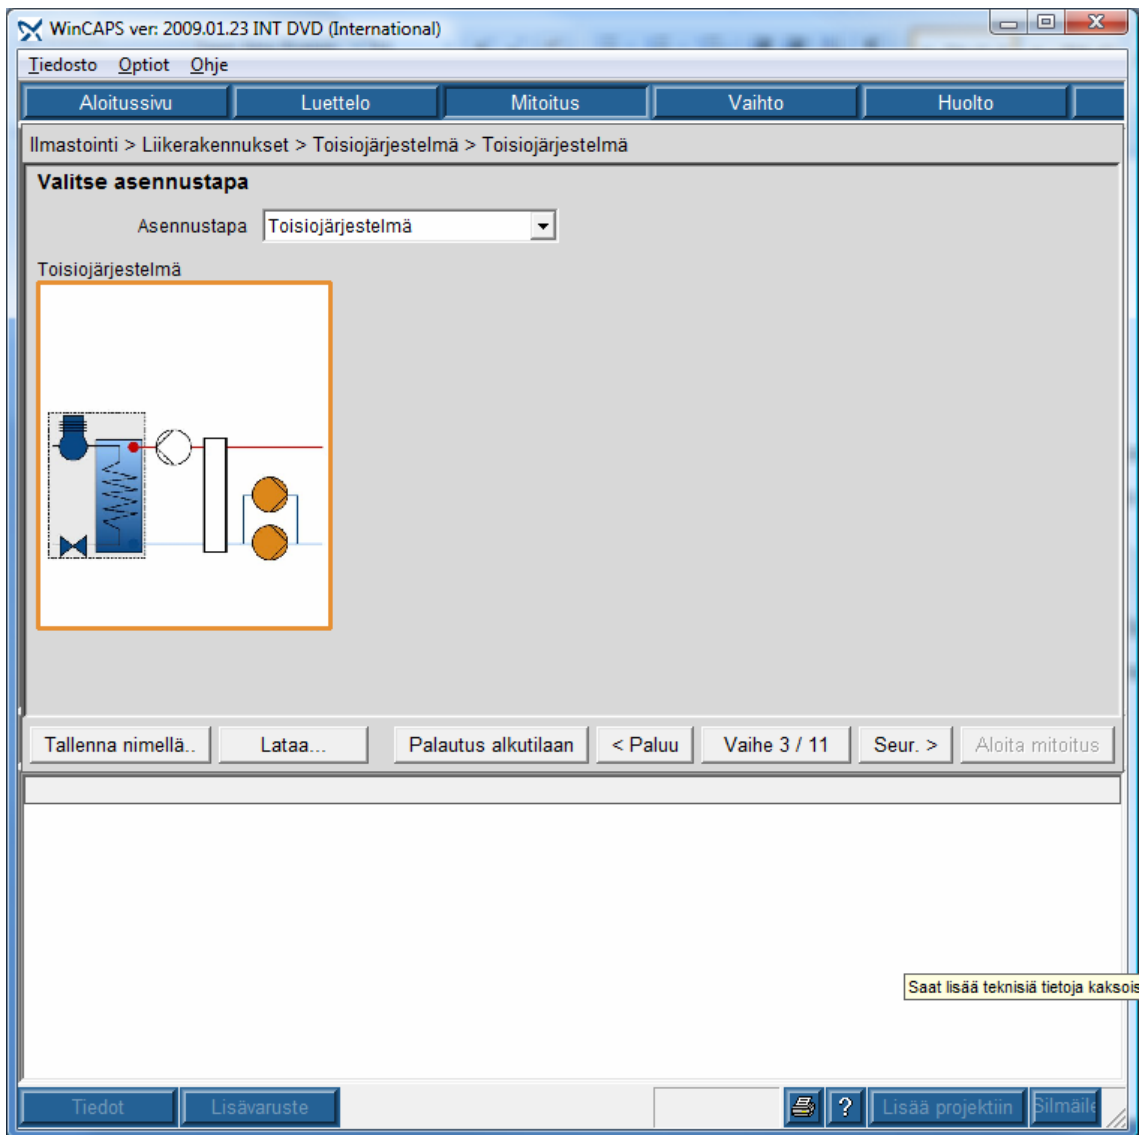 WinCAPS ver: 2009.01.23 INT DVD (International)
Tiedosto Optiot Ohje
Aloitussivu Luettelo Mitoitus Vaihto Huolto
Ilmastointi > Liikerakennukset > Toisiojärjestelmä > Toisiojärjestelmä
Valitse asennustapa
Asennustapa Toisiojärjestelmä
Toisiojärjestelmä
Tallenna nimellä.. Lataa... Palautus alkutilaan < Paluu Vaihe 3 / 11 Seur. > Aloita mitoitus
Saat lisää teknisiä tietoja kaksois
Tiedot Lisävaruste ? Lisää projektiin Silmäile